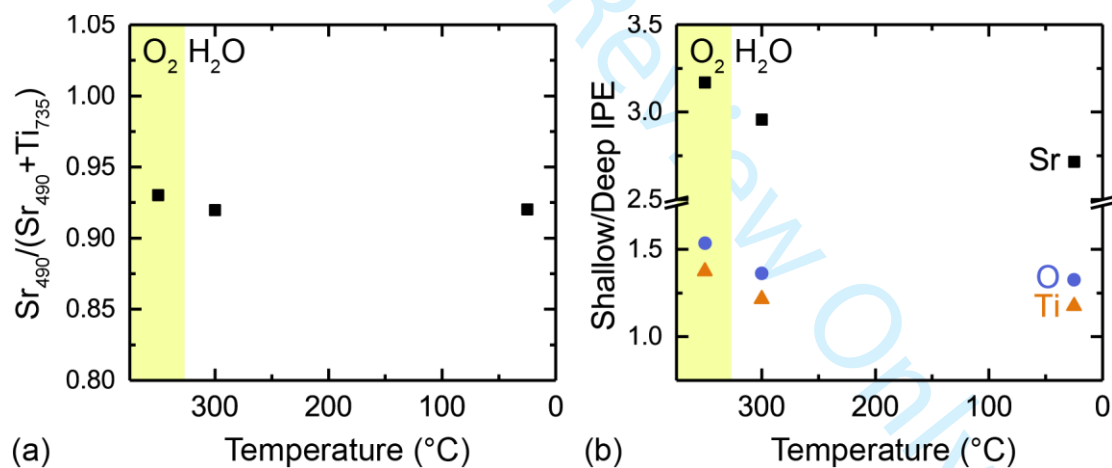 1.05
1.00
0.95
0.90
0.85
0.80
Sr₄₉₀/(Sr₄₉₀+Ti₇₃₅)
O₂ H₂O
300 200 100 0
Temperature (°C)
(a)
3.5
3.0
2.5
1.5
1.0
Shallow/Deep IPE
O₂ H₂O
Sr
O
Ti
300 200 100 0
Temperature (°C)
(b)
Review Only